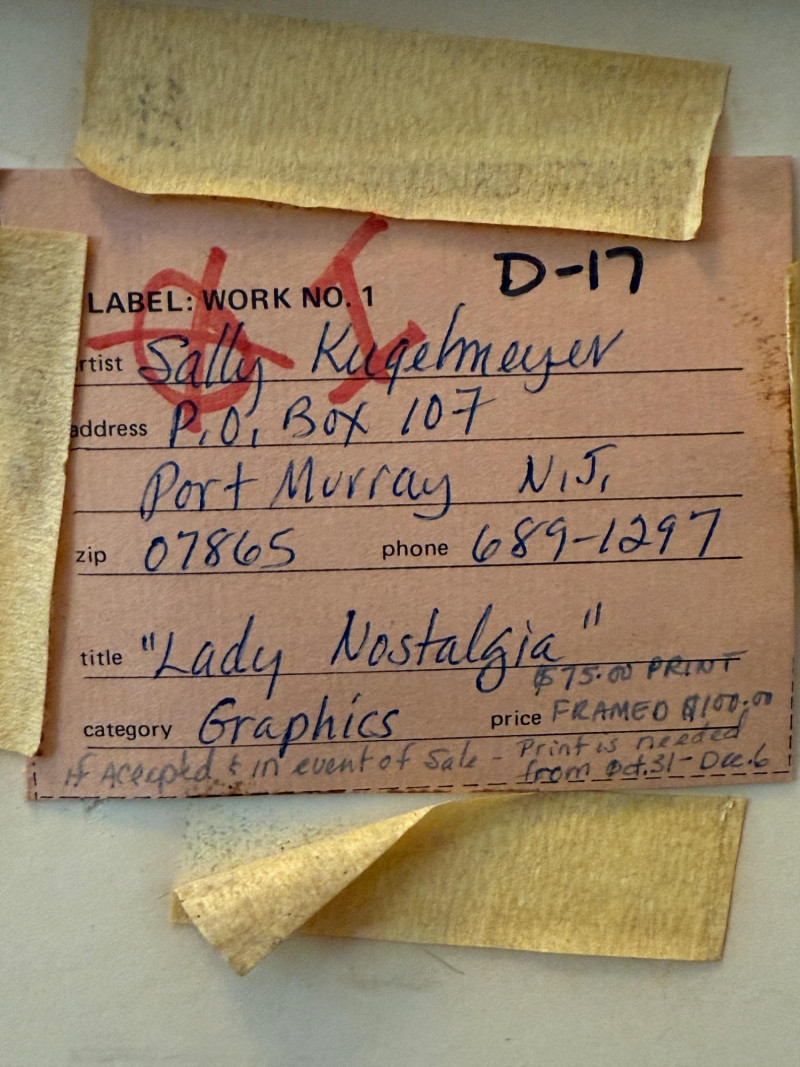 D-17
LABEL: WORK NO. 1
rtist Sally Kugelmeyer
address P.O. Box 107
Port Murray N.J.
zip 07865 phone 689-1297
title "Lady Nostalgia"
$75.00 PRINT
category Graphics price FRAMED $100.00
If Accepted & in event of Sale - Print is needed
from Oct. 31 - Dec. 6